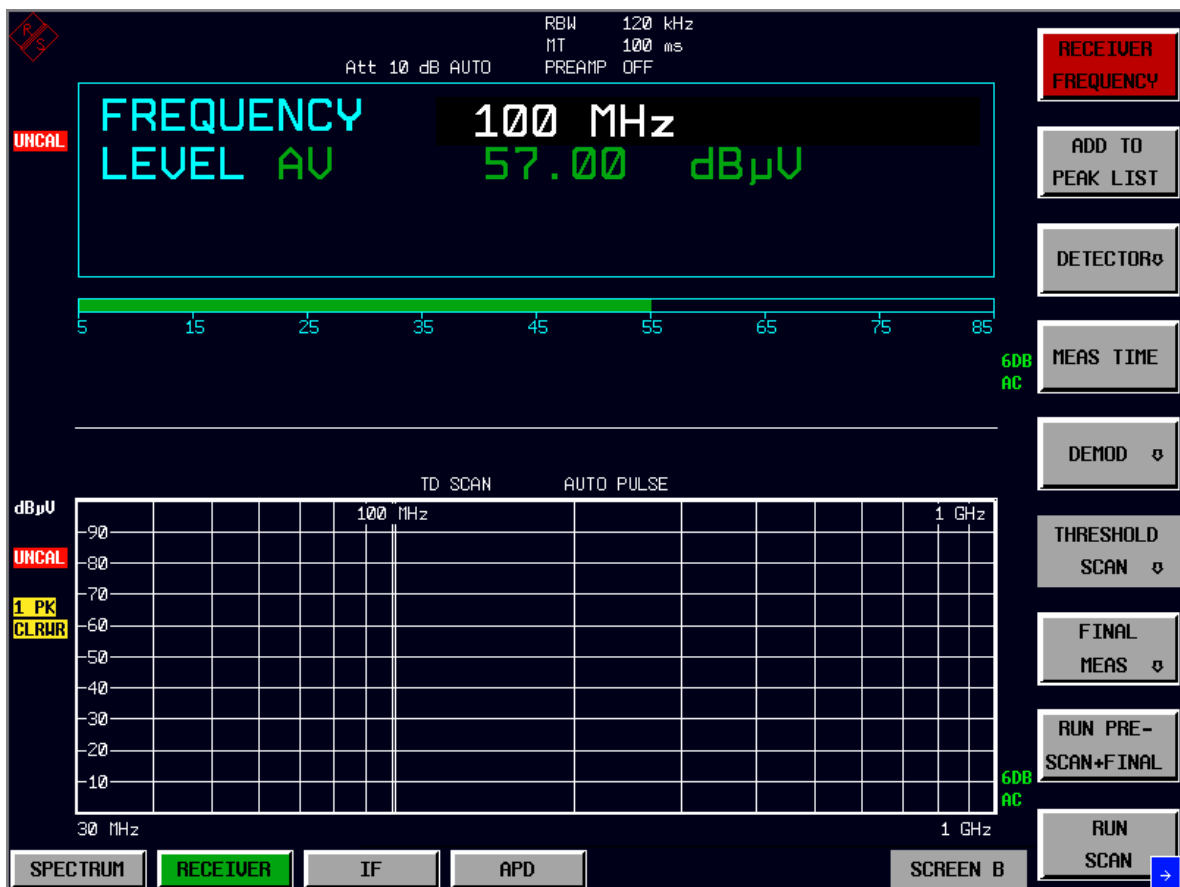 R
S
RBW 120 kHz
MT 100 ms
Att 10 dB AUTO PREAMP OFF
UNCAL
FREQUENCY 100 MHz
LEVEL AV 57.00 dBµV
5 15 25 35 45 55 65 75 85
6DB
AC
TD SCAN AUTO PULSE
dBµV
UNCAL
1 PK
CLRWR
100 MHz 1 GHz
90
80
70
60
50
40
30
20
10
6DB
AC
30 MHz 1 GHz
RECEIVER
FREQUENCY
ADD TO
PEAK LIST
DETECTOR
MEAS TIME
DEMOD
THRESHOLD
SCAN
FINAL
MEAS
RUN PRE-
SCAN+FINAL
RUN
SCAN
SPECTRUM RECEIVER IF APD SCREEN B